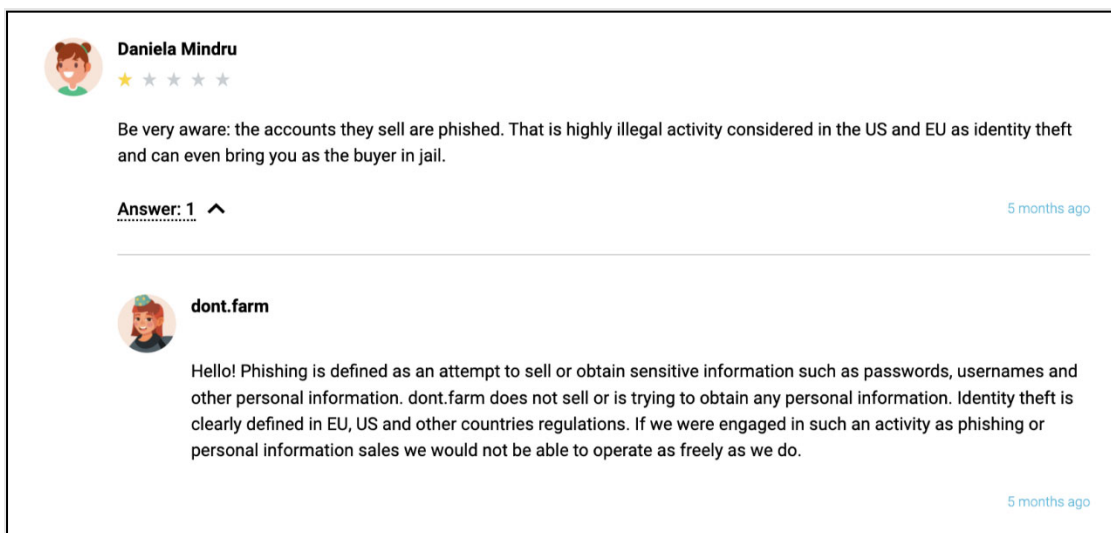 Daniela Mindru
Be very aware: the accounts they sell are phished. That is highly illegal activity considered in the US and EU as identity theft
and can even bring you as the buyer in jail.
Answer: 1
5 months ago
dont.farm
Hello! Phishing is defined as an attempt to sell or obtain sensitive information such as passwords, usernames and
other personal information. dont.farm does not sell or is trying to obtain any personal information. Identity theft is
clearly defined in EU, US and other countries regulations. If we were engaged in such an activity as phishing or
personal information sales we would not be able to operate as freely as we do.
5 months ago